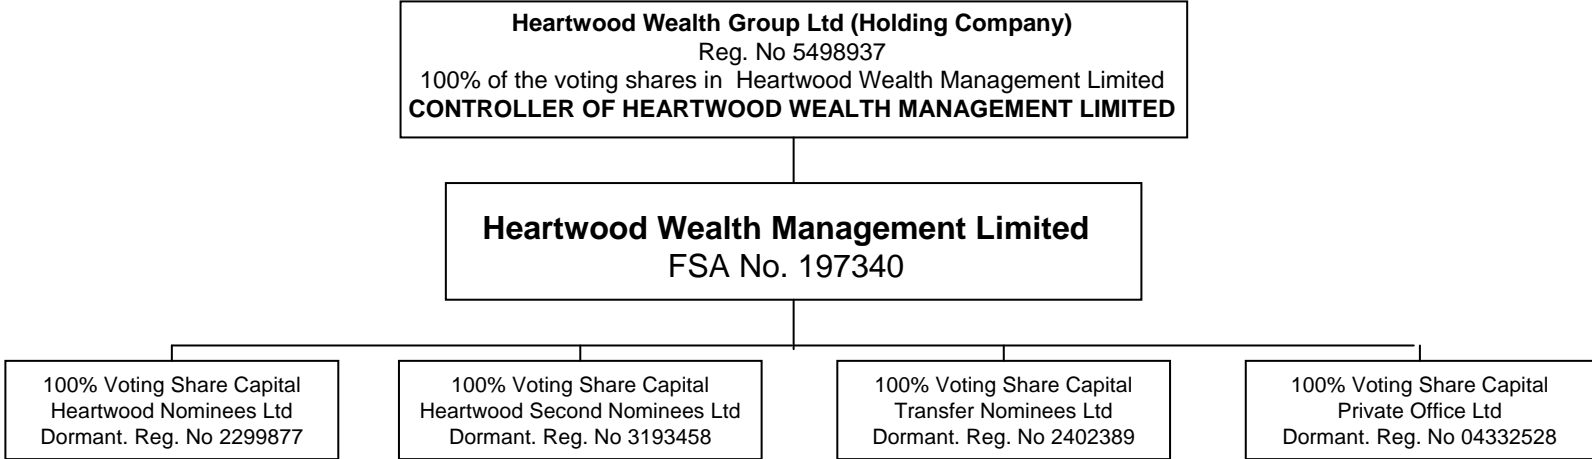 Heartwood Wealth Group Ltd (Holding Company)
Reg. No 5498937
100% of the voting shares in  Heartwood Wealth Management Limited
CONTROLLER OF HEARTWOOD WEALTH MANAGEMENT LIMITED
Heartwood Wealth Management Limited
FSA No. 197340
100% Voting Share Capital
Heartwood Nominees Ltd
Dormant. Reg. No 2299877
100% Voting Share Capital
Heartwood Second Nominees Ltd
Dormant. Reg. No 3193458
100% Voting Share Capital
Transfer Nominees Ltd
Dormant. Reg. No 2402389
100% Voting Share Capital
Private Office Ltd
Dormant. Reg. No 04332528